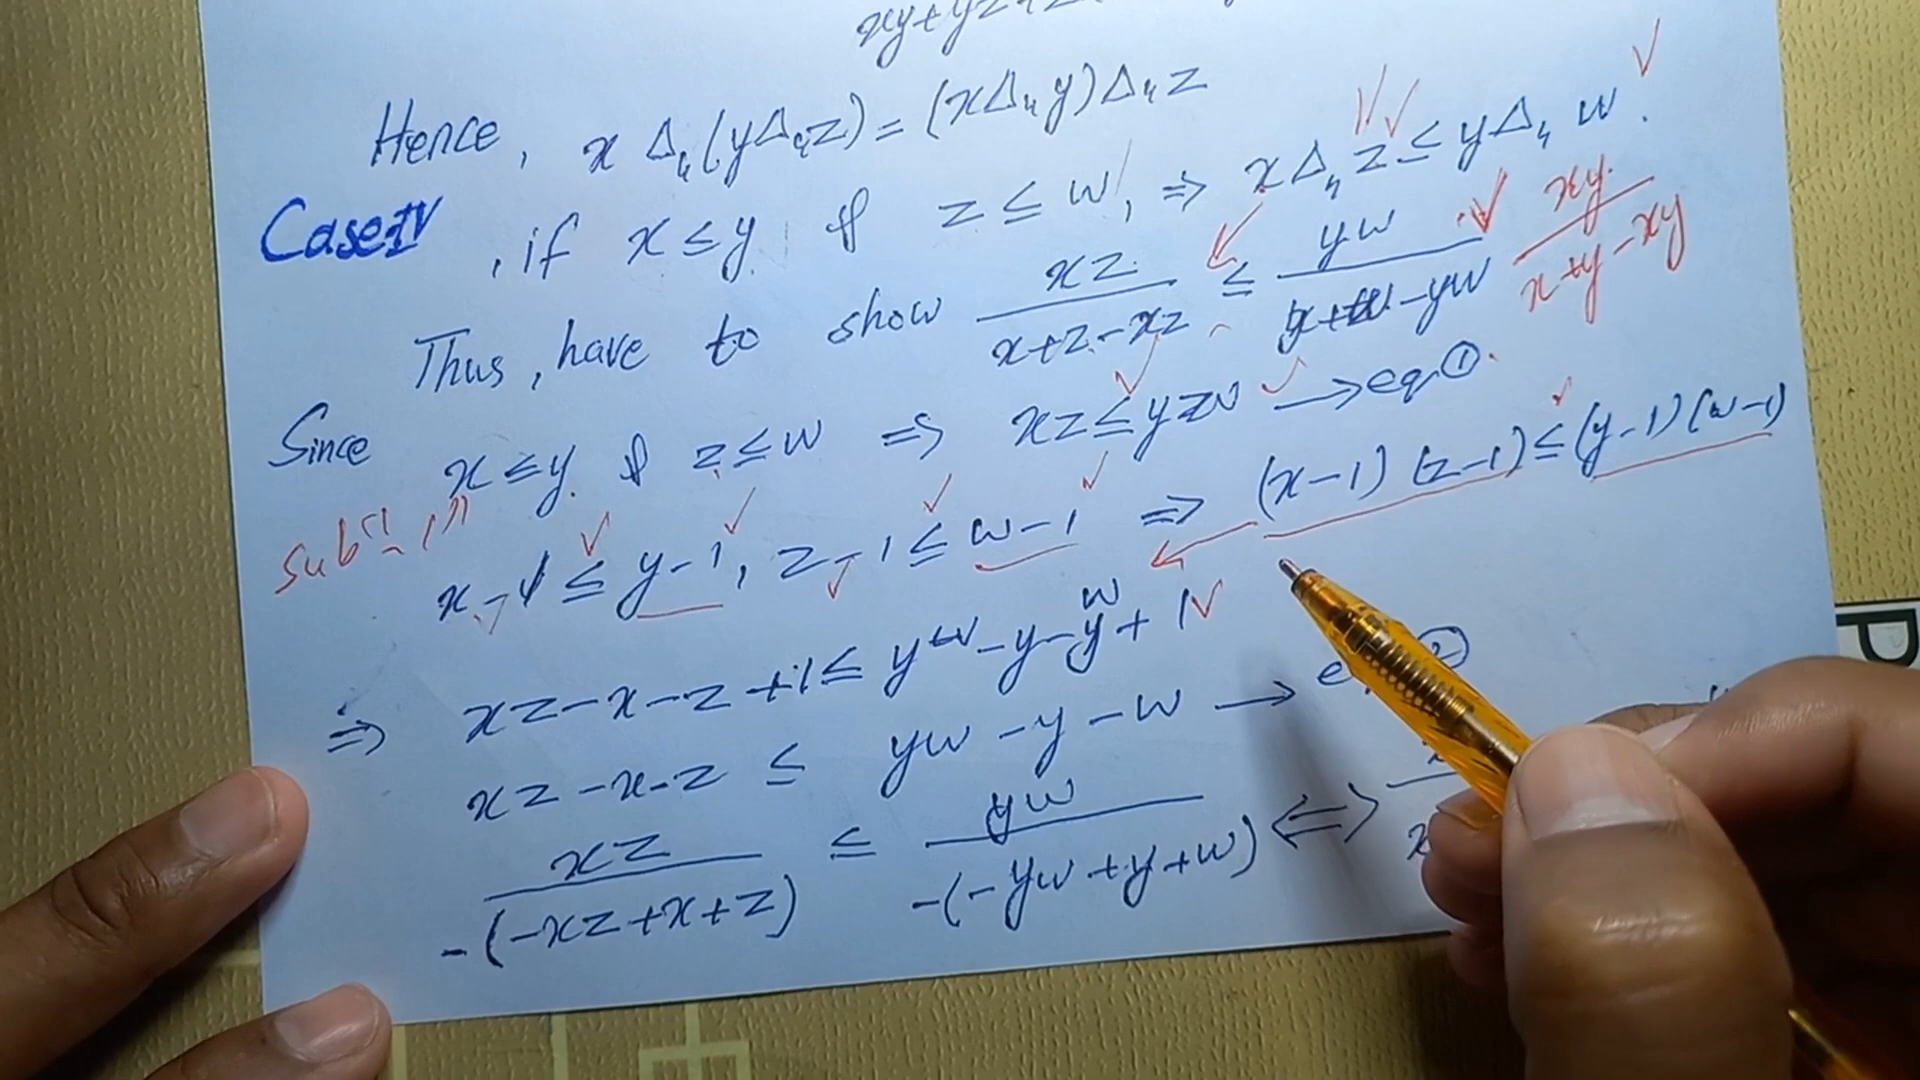 Hence, x Δ₄ (y Δ₄ z) = (x Δ₄ y) Δ₄ z
Case IV, if x ≤ y & z ≤ w, ⇒ x Δ₄ z ≤ y Δ₄ w.
Thus, have to show xz / (x+z-xz) ≤ yw / (y+w-yw)
xy / (x+y-xy)
Since x ≤ y & z ≤ w ⇒ xz ≤ yw → eq ①
x-1 ≤ y-1, z-1 ≤ w-1 ⇒ (x-1)(z-1) ≤ (y-1)(w-1)
⇒ xz-x-z+1 ≤ yw-y-w+1
xz-x-z ≤ yw-y-w → ②
xz / -(-xz+x+z) ≤ yw / -(-yw+y+w) ⇔
P